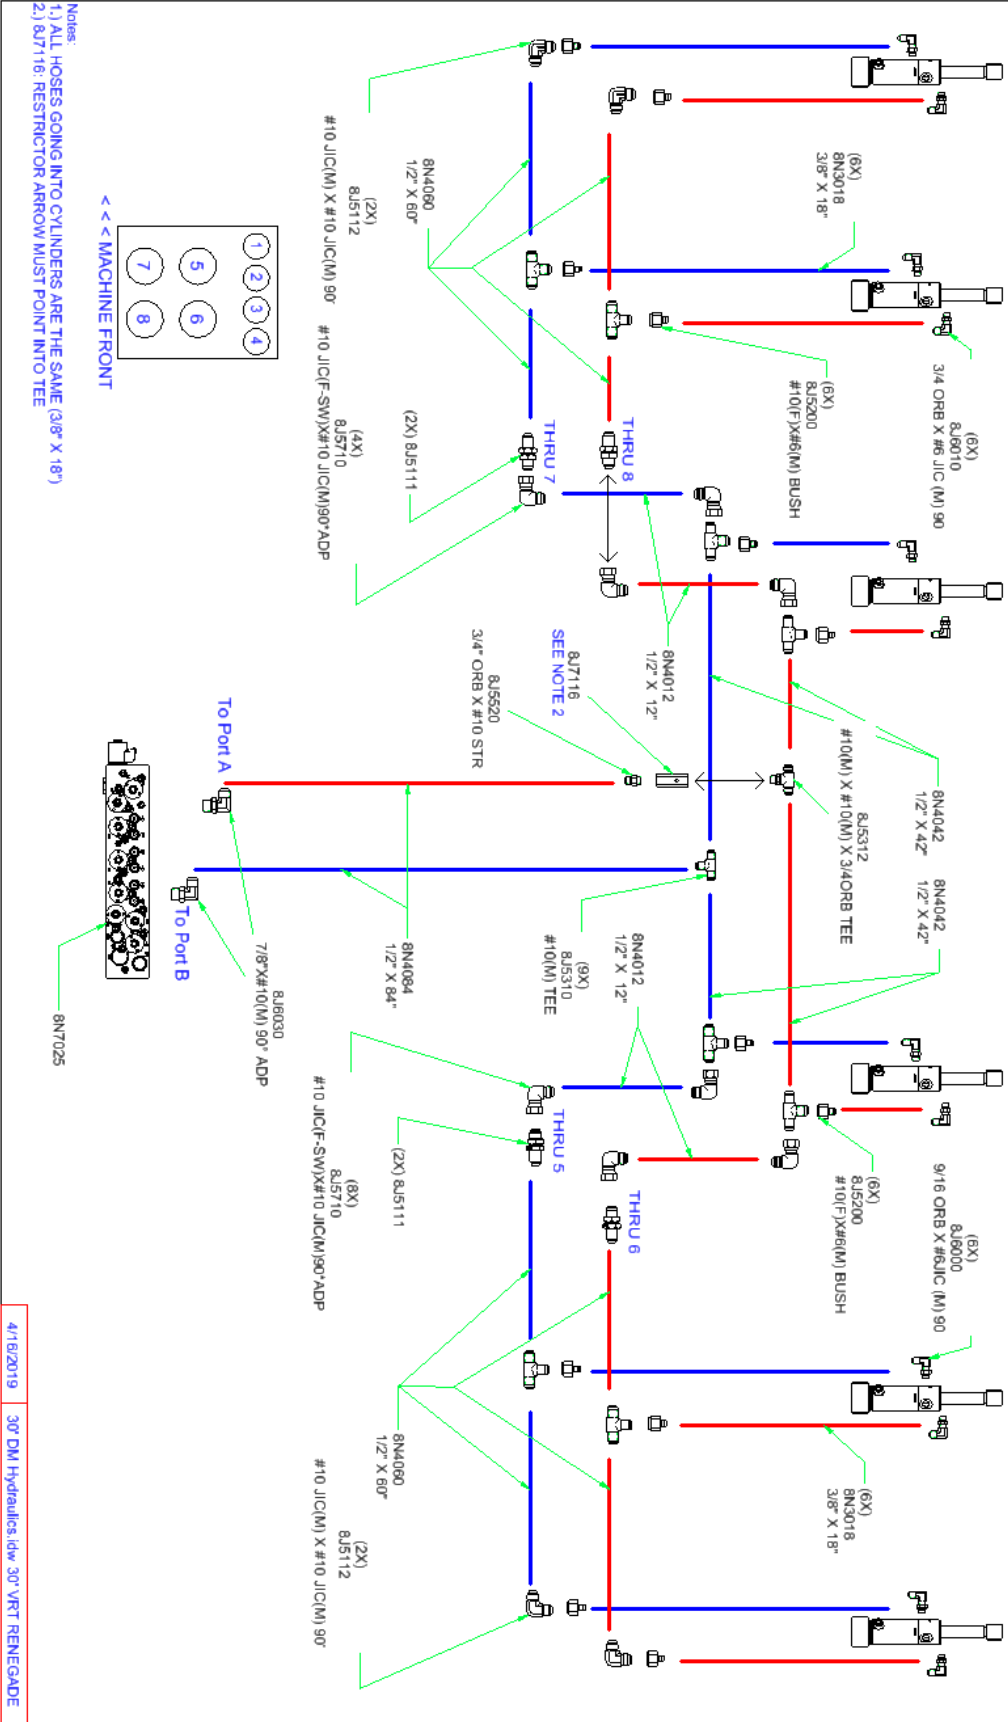 (6X)
8N3018
3/8" X 18"
(6X)
8J6010
3/4 ORB X #6 JIC (M) 90
(6X)
8J5200
#10(F)X#6(M) BUSH
8N4060
1/2" X 60"
(2X)
8J5112
#10 JIC(M) X #10 JIC(M) 90°
(2X) 8J5111
(4X)
8J5710
#10 JIC(F-SW)X#10 JIC(M)90°ADP
THRU 8
THRU 7
8N4012
1/2" X 12"
8J7116
SEE NOTE 2
8J5520
3/4" ORB X #10 STR
8N4042
1/2" X 42"
8N4042
1/2" X 42"
8J5312
#10(M) X #10(M) X 3/4ORB TEE
8N4012
1/2" X 12"
(9X)
8J5310
#10(M) TEE
8N4084
1/2" X 84"
To Port A
To Port B
8J6030
7/8"X#10(M) 90° ADP
8N7025
(6X)
8J6000
9/16 ORB X #6JIC (M) 90
(6X)
8J5200
#10(F)X#6(M) BUSH
THRU 5
THRU 6
(2X) 8J5111
(8X)
8J5710
#10 JIC(F-SW)X#10 JIC(M)90°ADP
(6X)
8N3018
3/8" X 18"
8N4060
1/2" X 60"
(2X)
8J5112
#10 JIC(M) X #10 JIC(M) 90°
1 2 3 4
5 6
7 8
< < < MACHINE FRONT
Notes:
1.) ALL HOSES GOING INTO CYLINDERS ARE THE SAME (3/8" X 18")
2.) 8J7116: RESTRICTOR ARROW MUST POINT INTO TEE
4/16/2019
30' DM Hydraulics.idw 30' VRT RENEGADE